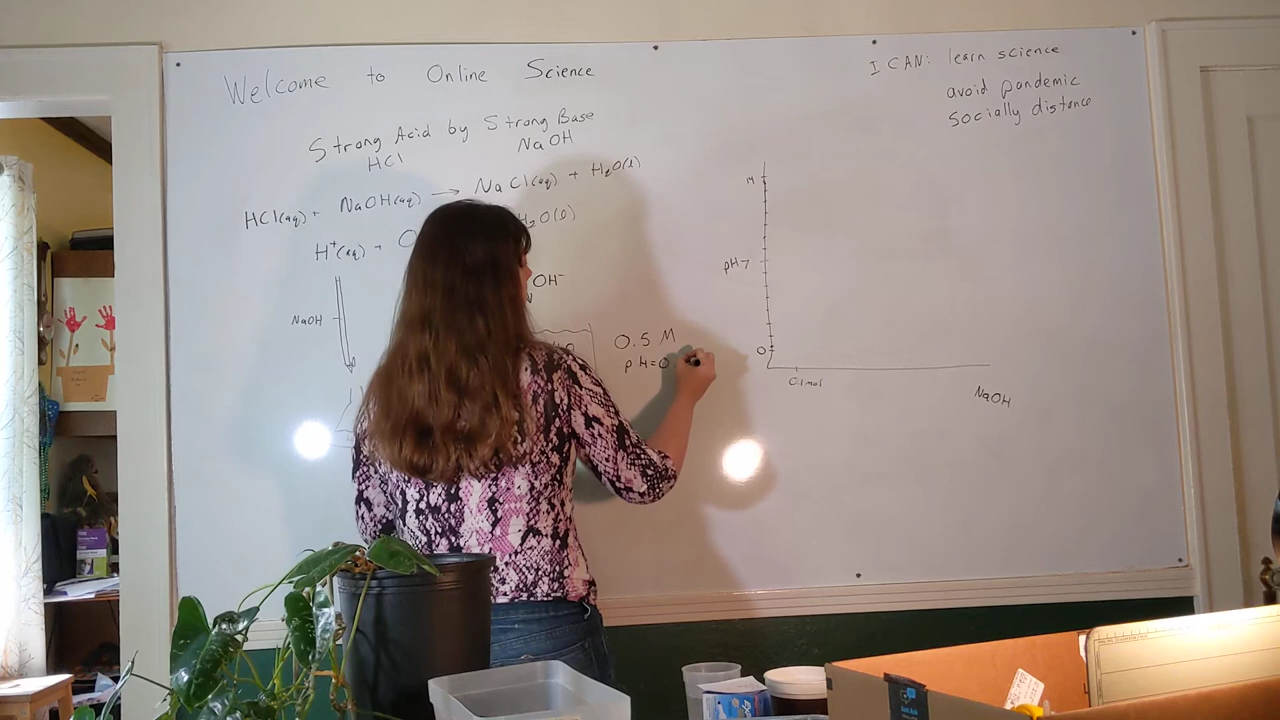 Welcome to Online Science
I CAN: learn science
avoid pandemic
socially distance
Strong Acid by Strong Base
HCl NaOH
HCl(aq) + NaOH(aq) → NaCl(aq) + H₂O(l)
H⁺(aq) + O H₂O(l)
OH⁻
NaOH
0.5 M
pH=0
14
pH 7
0
0.1mol
NaOH